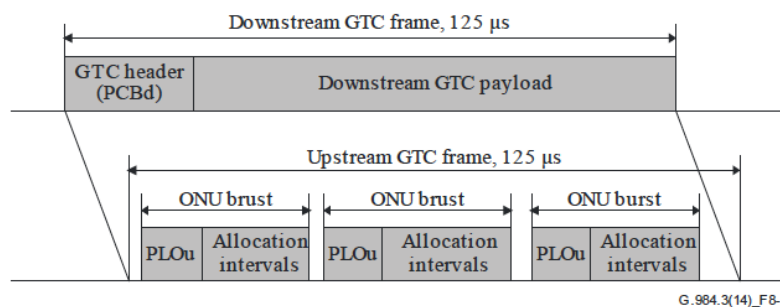 Downstream GTC frame, 125 μs
GTC header
(PCBd)
Downstream GTC payload
Upstream GTC frame, 125 μs
ONU brust
ONU brust
ONU burst
PLOu
Allocation
intervals
PLOu
Allocation
intervals
PLOu
Allocation
intervals
G.984.3(14)_F8-